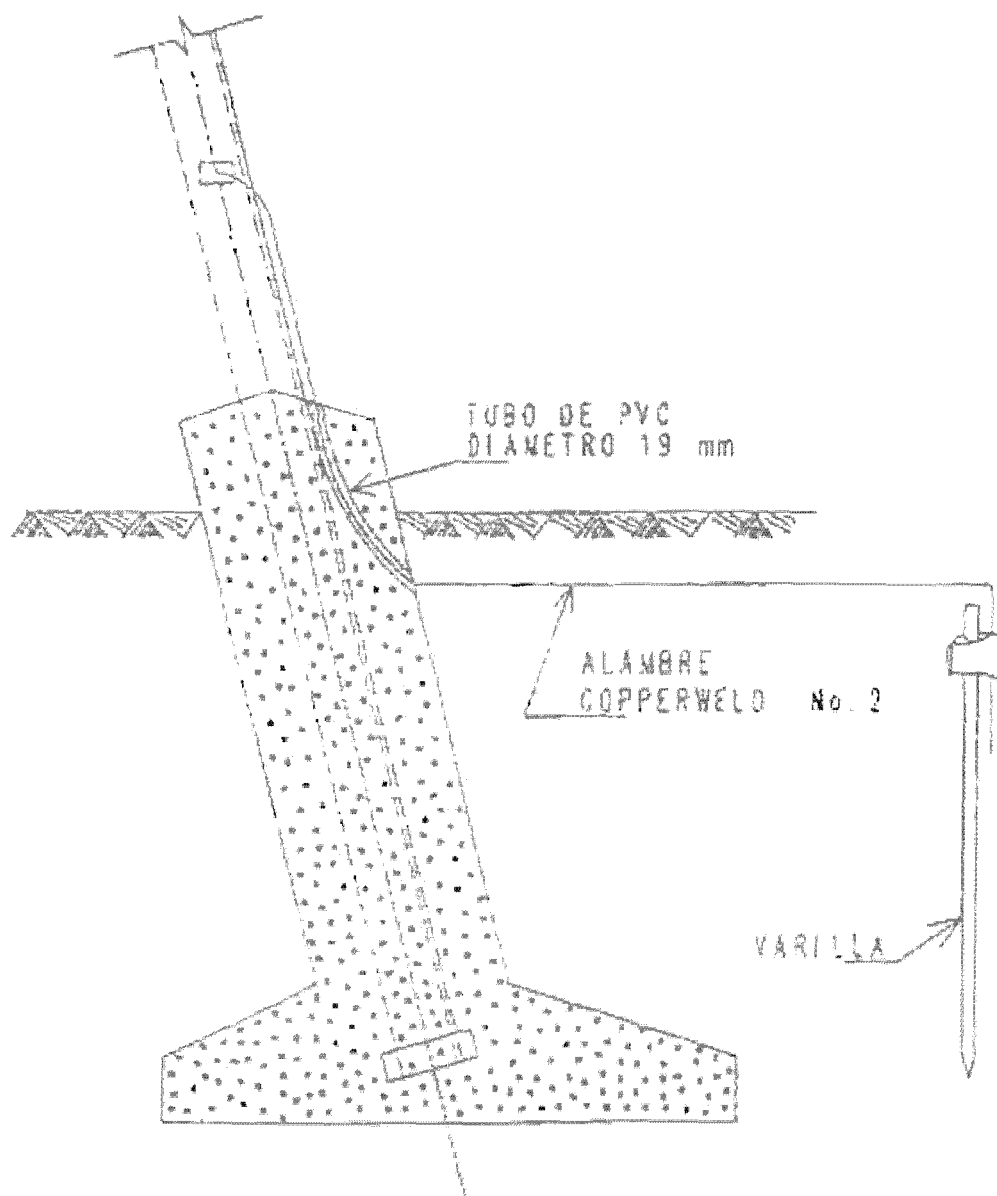 TUBO DE PVC
DIAMETRO 19 mm
ALAMBRE
COPPERWELD No. 2
VARILLA